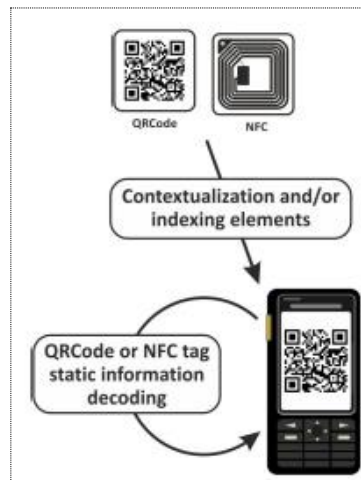 QRCode
NFC
Contextualization and/or
indexing elements
QRCode or NFC tag
static information
decoding